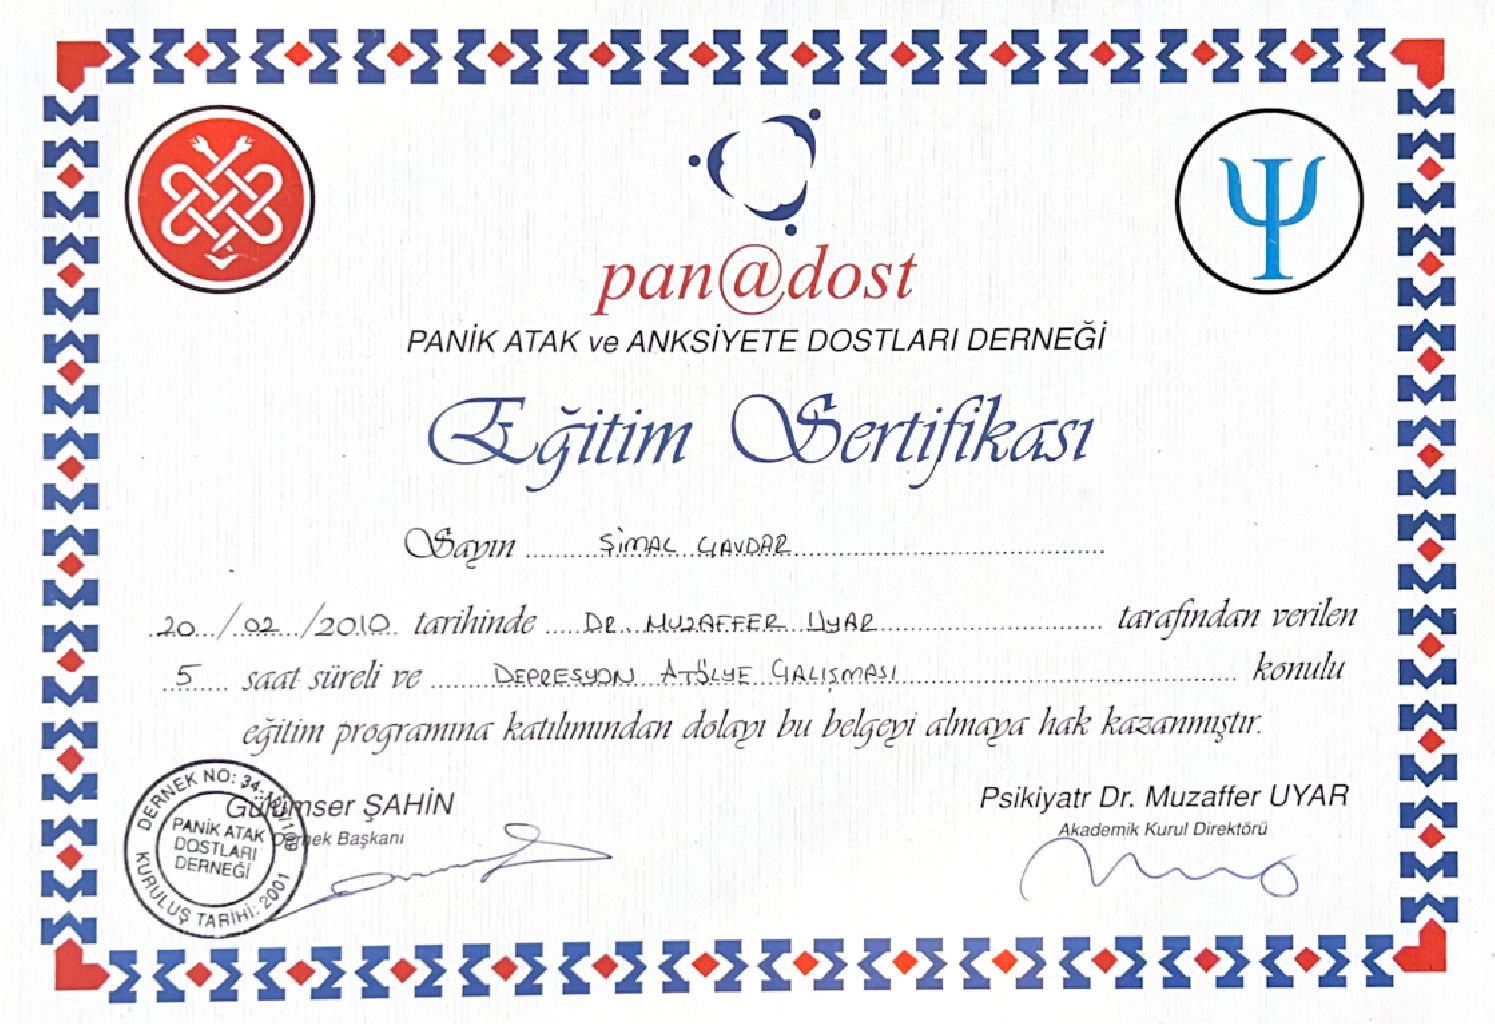 pan@dost
PANİK ATAK ve ANKSİYETE DOSTLARI DERNEĞİ
Eğitim Sertifikası
Sayın ŞİMAL ÇAVDAR
20 / 02 / 2010 tarihinde DR. MUZAFFER UYAR tarafından verilen
5 saat süreli ve DEPRESYON ATÖLYE ÇALIŞMASI konulu
eğitim programına katılımından dolayı bu belgeyi almaya hak kazanmıştır.
Gülümser ŞAHİN
Dernek Başkanı
Psikiyatr Dr. Muzaffer UYAR
Akademik Kurul Direktörü
DERNEK NO: 34-
PANİK ATAK
DOSTLARI
DERNEĞİ
KURULUŞ TARİHİ: 2001